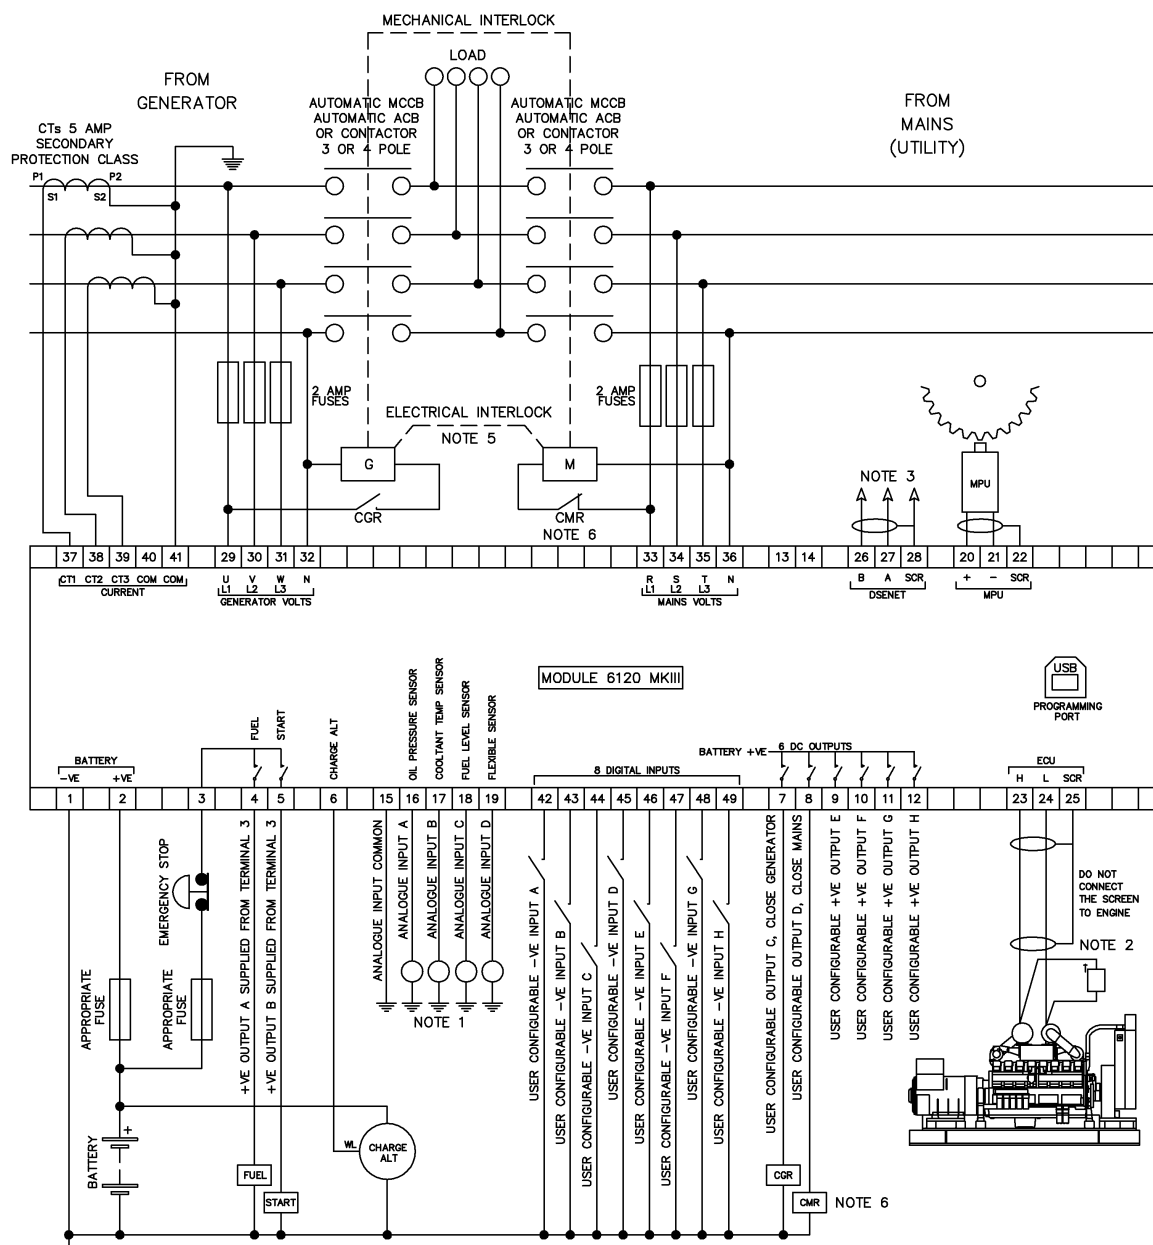 MECHANICAL INTERLOCK
LOAD
FROM
GENERATOR
AUTOMATIC MCCB
AUTOMATIC ACB
OR CONTACTOR
3 OR 4 POLE
AUTOMATIC MCCB
AUTOMATIC ACB
OR CONTACTOR
3 OR 4 POLE
FROM
MAINS
(UTILITY)
CTs 5 AMP
SECONDARY
PROTECTION CLASS
P1
P2
S1
S2
2 AMP
FUSES
2 AMP
FUSES
ELECTRICAL INTERLOCK
NOTE 5
G
M
CGR
CMR
NOTE 6
NOTE 3
MPU
37 38 39 40 41 29 30 31 32 33 34 35 36 13 14 26 27 28 20 21 22
CT1 CT2 CT3 COM COM
CURRENT
U V W N
L1 L2 L3
GENERATOR VOLTS
R S T N
L1 L2 L3
MAINS VOLTS
B A SCR
DSENET
+ − SCR
MPU
MODULE 6120 MKIII
USB
PROGRAMMING
PORT
FUEL
START
CHARGE ALT
OIL PRESSURE SENSOR
COOLTANT TEMP SENSOR
FUEL LEVEL SENSOR
FLEXIBLE SENSOR
BATTERY
−VE +VE
8 DIGITAL INPUTS
BATTERY +VE
6 DC OUTPUTS
ECU
H L SCR
1 2 3 4 5 6 15 16 17 18 19 42 43 44 45 46 47 48 49 7 8 9 10 11 12 23 24 25
EMERGENCY STOP
APPROPRIATE
FUSE
APPROPRIATE
FUSE
+VE OUTPUT A SUPPLIED FROM TERMINAL 3
+VE OUTPUT B SUPPLIED FROM TERMINAL 3
ANALOGUE INPUT COMMON
ANALOGUE INPUT A
ANALOGUE INPUT B
ANALOGUE INPUT C
ANALOGUE INPUT D
NOTE 1
USER CONFIGURABLE −VE INPUT A
USER CONFIGURABLE −VE INPUT B
USER CONFIGURABLE −VE INPUT C
USER CONFIGURABLE −VE INPUT D
USER CONFIGURABLE −VE INPUT E
USER CONFIGURABLE −VE INPUT F
USER CONFIGURABLE −VE INPUT G
USER CONFIGURABLE −VE INPUT H
USER CONFIGURABLE OUTPUT C, CLOSE GENERATOR
USER CONFIGURABLE OUTPUT D, CLOSE MAINS
USER CONFIGURABLE +VE OUTPUT E
USER CONFIGURABLE +VE OUTPUT F
USER CONFIGURABLE +VE OUTPUT G
USER CONFIGURABLE +VE OUTPUT H
DO NOT
CONNECT
THE SCREEN
TO ENGINE
NOTE 2
BATTERY
+
WL
CHARGE
ALT
FUEL
START
CGR
CMR
NOTE 6